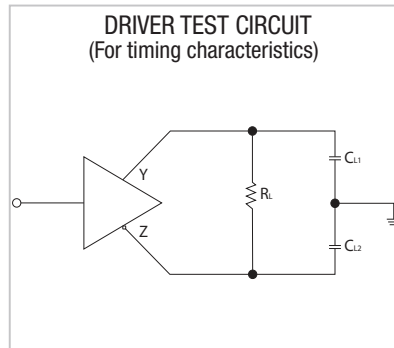 DRIVER TEST CIRCUIT
(For timing characteristics)
Y
Z
RL
CL1
CL2